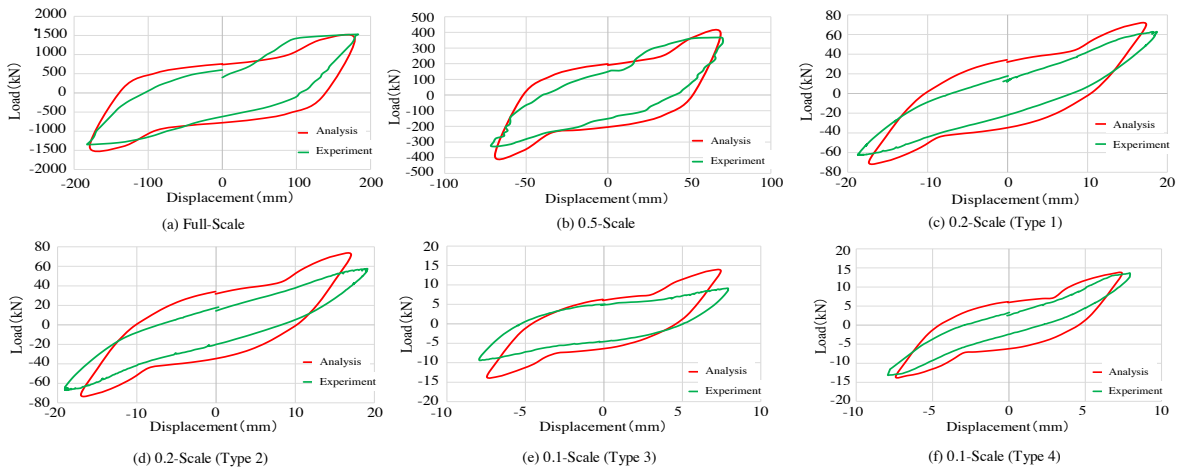 2000
1500
1000
500
0
-500
-1000
-1500
-2000
Load(kN)
-200
-100
0
100
200
Displacement(mm)
Analysis
Experiment
(a) Full-Scale
500
400
300
200
100
0
-100
-200
-300
-400
-500
Load(kN)
-100
-50
0
50
100
Displacement(mm)
Analysis
Experiment
(b) 0.5-Scale
80
60
40
20
0
-20
-40
-60
-80
Load(kN)
-20
-10
0
10
20
Displacement(mm)
Analysis
Experiment
(c) 0.2-Scale (Type 1)
80
60
40
20
0
-20
-40
-60
-80
Load(kN)
-20
-10
0
10
20
Displacement(mm)
Analysis
Experiment
(d) 0.2-Scale (Type 2)
20
15
10
5
0
-5
-10
-15
-20
Load(kN)
-10
-5
0
5
10
Displacement(mm)
Analysis
Experiment
(e) 0.1-Scale (Type 3)
20
15
10
5
0
-5
-10
-15
-20
Load(kN)
-10
-5
0
5
10
Displacement(mm)
Analysis
Experiment
(f) 0.1-Scale (Type 4)